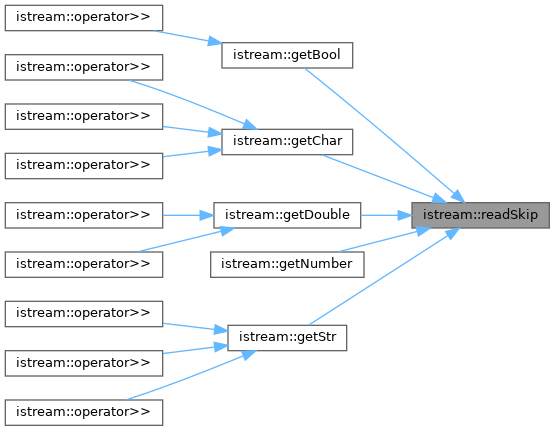 istream::operator>>
istream::operator>>
istream::operator>>
istream::operator>>
istream::operator>>
istream::operator>>
istream::operator>>
istream::operator>>
istream::operator>>
istream::getBool
istream::getChar
istream::getDouble
istream::getNumber
istream::getStr
istream::readSkip